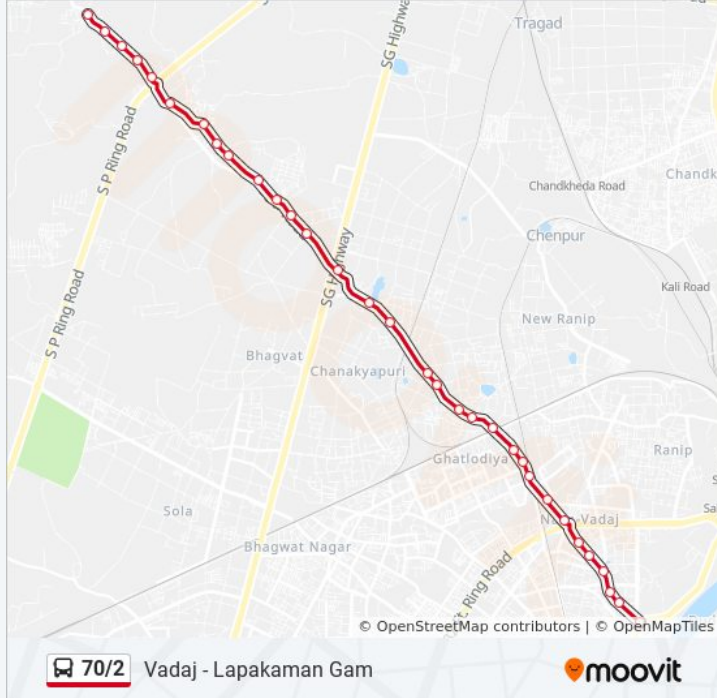 Tragad
SG Highway
S P Ring Road
Chandkheda Road
Chandk
Chenpur
SG Highway
Kali Road
S P Ring Road
New Ranip
Bhagvat
Chanakyapuri
Ranip
Ghatlodiya
Sola
Bhagwat Nagar
Ring Road
© OpenStreetMap contributors | © OpenMapTiles
70/2 Vadaj - Lapakaman Gam
moovit